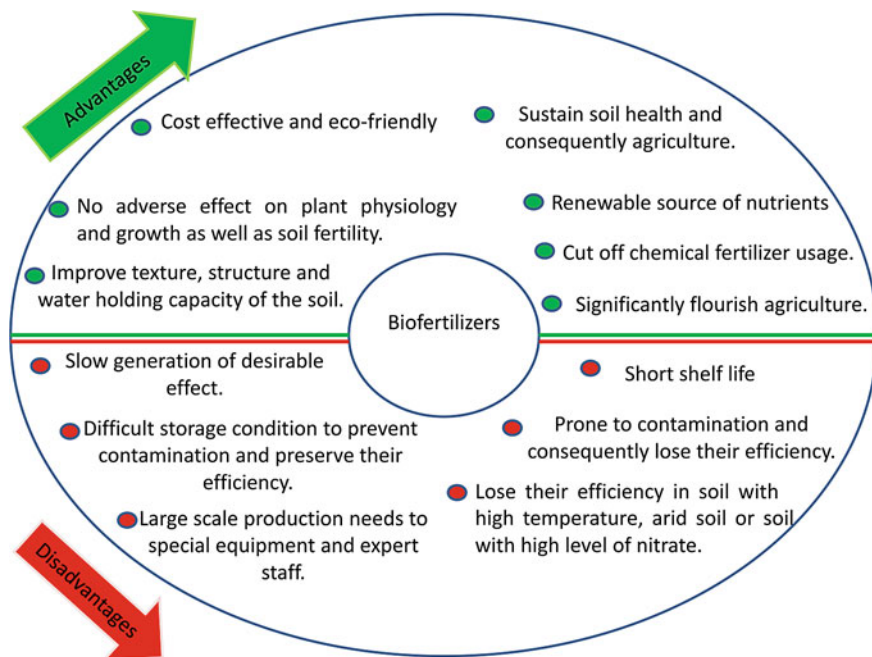 Advantages
Cost effective and eco-friendly
Sustain soil health and
consequently agriculture.
No adverse effect on plant physiology
and growth as well as soil fertility.
Renewable source of nutrients
Cut off chemical fertilizer usage.
Improve texture, structure and
water holding capacity of the soil.
Significantly flourish agriculture.
Biofertilizers
Slow generation of desirable
effect.
Short shelf life
Difficult storage condition to prevent
contamination and preserve their
efficiency.
Prone to contamination and
consequently lose their efficiency.
Large scale production needs to
special equipment and expert
staff.
Lose their efficiency in soil with
high temperature, arid soil or soil
with high level of nitrate.
Disadvantages